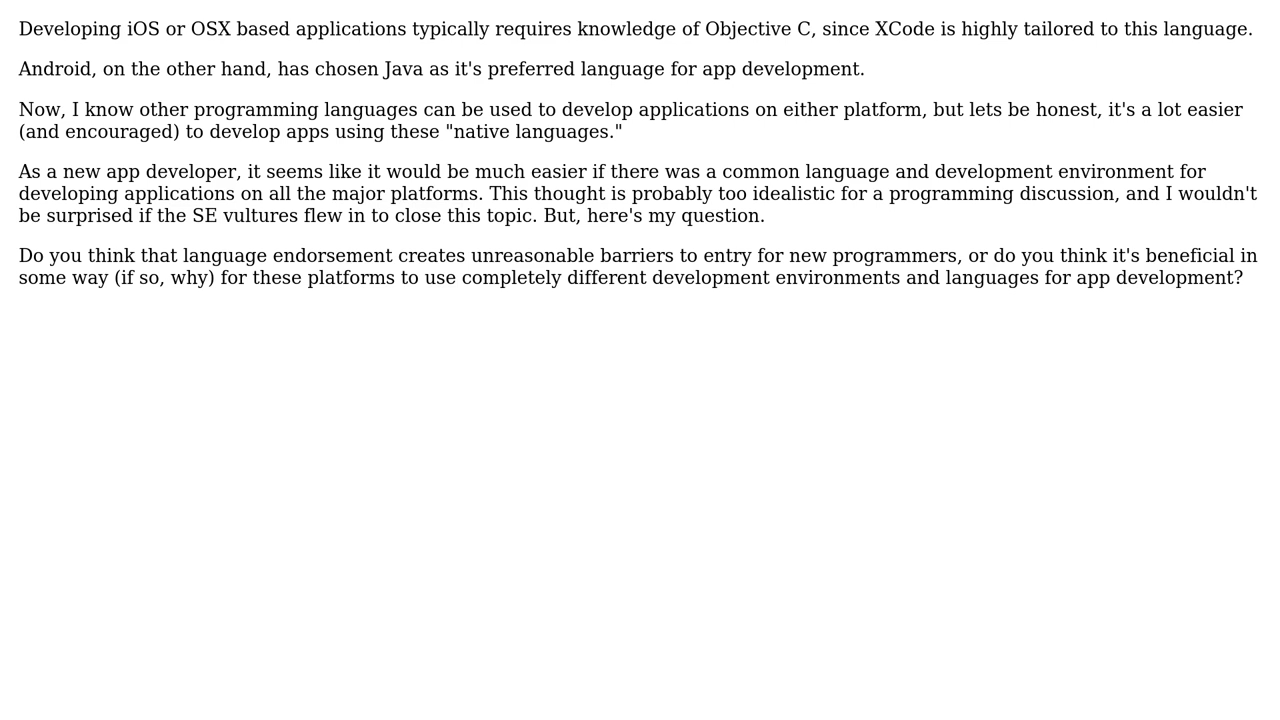 Developing iOS or OSX based applications typically requires knowledge of Objective C, since XCode is highly tailored to this language.
Android, on the other hand, has chosen Java as it's preferred language for app development.
Now, I know other programming languages can be used to develop applications on either platform, but lets be honest, it's a lot easier
(and encouraged) to develop apps using these "native languages."
As a new app developer, it seems like it would be much easier if there was a common language and development environment for
developing applications on all the major platforms. This thought is probably too idealistic for a programming discussion, and I wouldn't
be surprised if the SE vultures flew in to close this topic. But, here's my question.
Do you think that language endorsement creates unreasonable barriers to entry for new programmers, or do you think it's beneficial in
some way (if so, why) for these platforms to use completely different development environments and languages for app development?